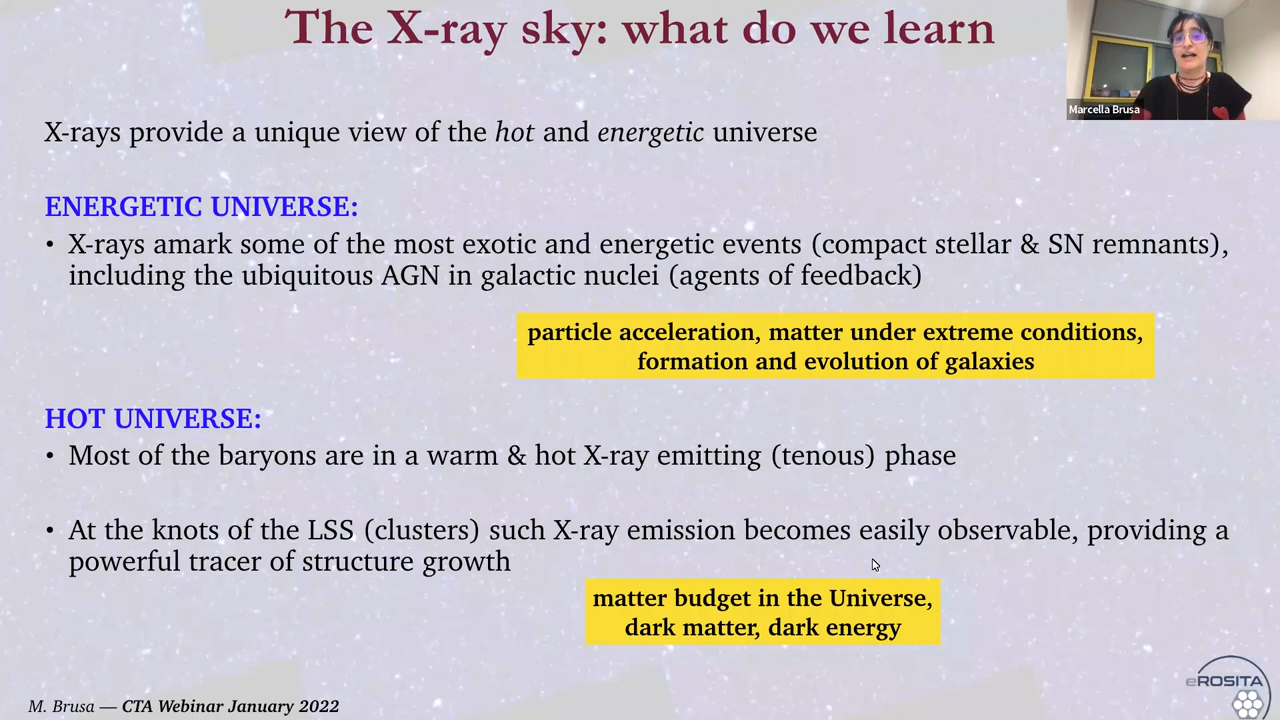 The X-ray sky: what do we learn
Marcella Brusa
X-rays provide a unique view of the hot and energetic universe
ENERGETIC UNIVERSE:
• X-rays amark some of the most exotic and energetic events (compact stellar & SN remnants),
including the ubiquitous AGN in galactic nuclei (agents of feedback)
particle acceleration, matter under extreme conditions,
formation and evolution of galaxies
HOT UNIVERSE:
• Most of the baryons are in a warm & hot X-ray emitting (tenous) phase
• At the knots of the LSS (clusters) such X-ray emission becomes easily observable, providing a
powerful tracer of structure growth
matter budget in the Universe,
dark matter, dark energy
M. Brusa — CTA Webinar January 2022
eROSITA